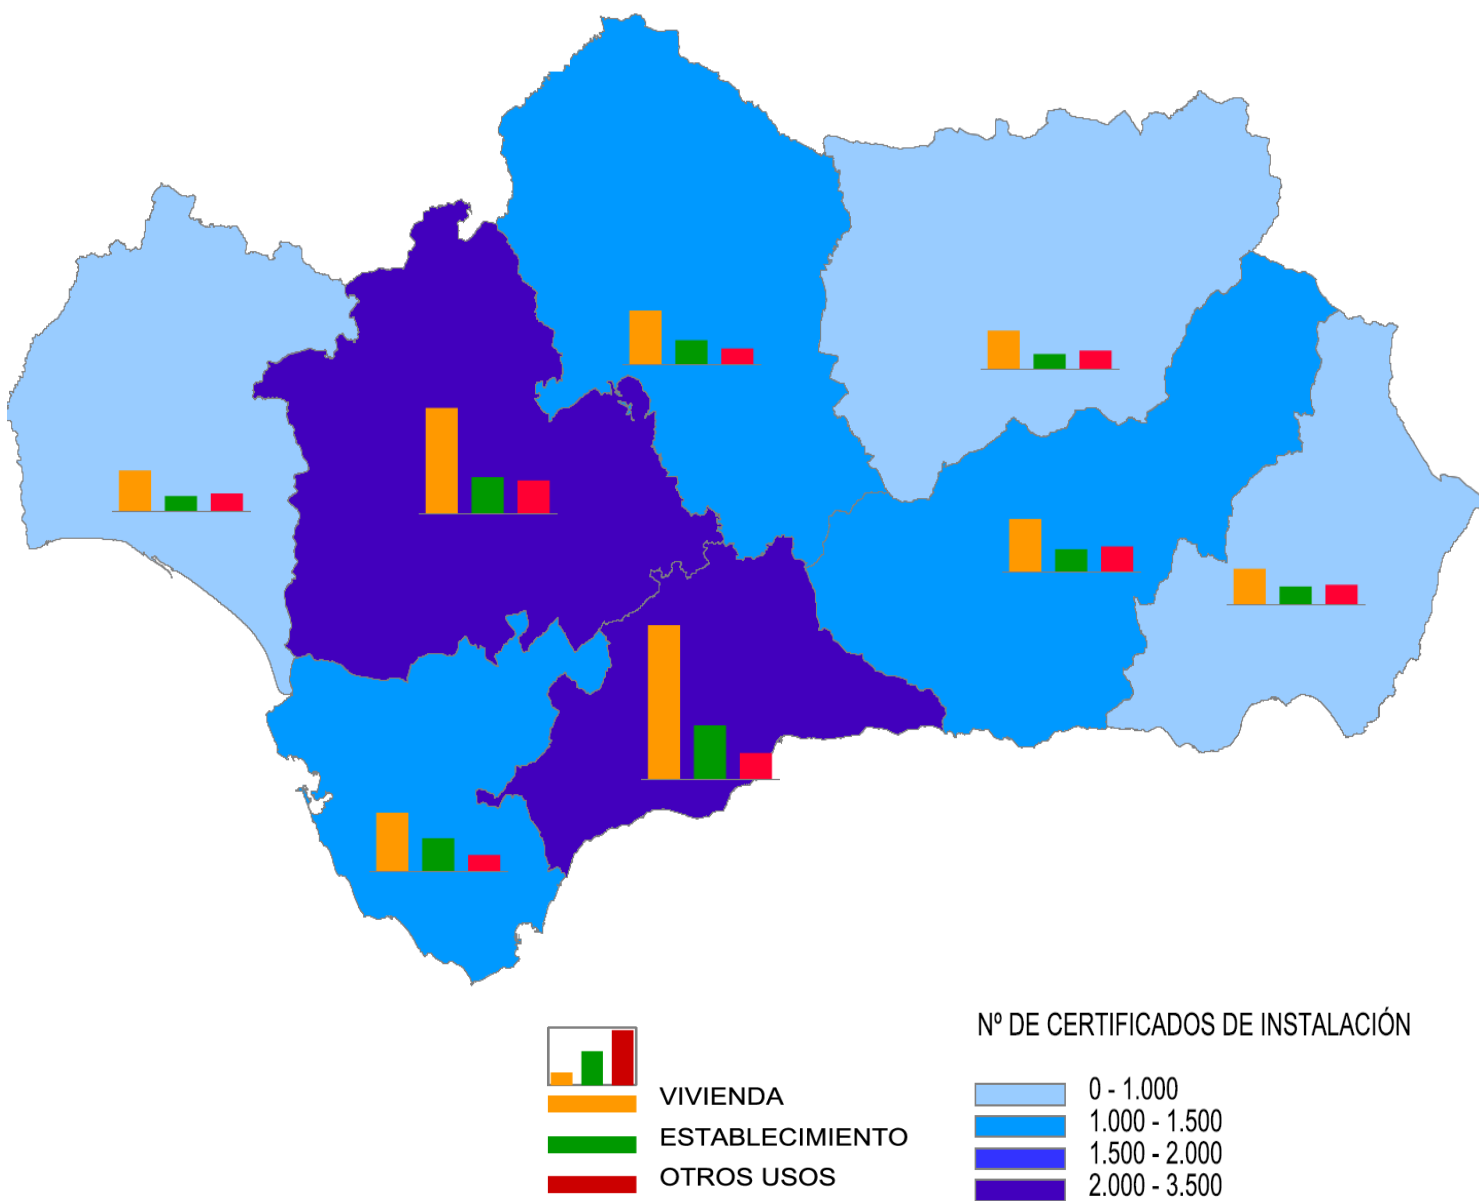 Nº DE CERTIFICADOS DE INSTALACIÓN
VIVIENDA
ESTABLECIMIENTO
OTROS USOS
0 - 1.000
1.000 - 1.500
1.500 - 2.000
2.000 - 3.500